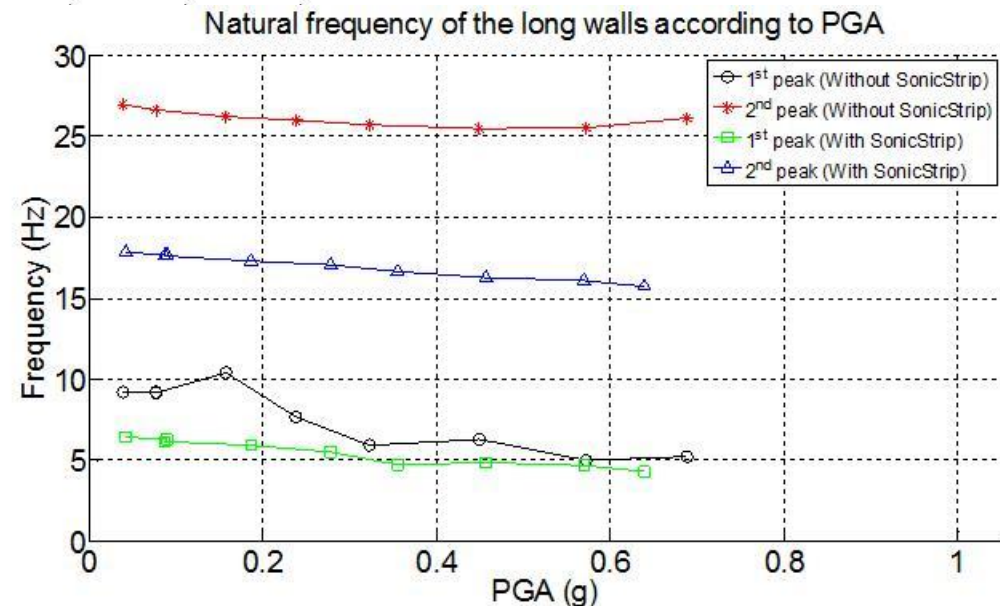 Natural frequency of the long walls according to PGA
30
25
20
15
10
5
0
Frequency (Hz)
1st peak (Without SonicStrip)
2nd peak (Without SonicStrip)
1st peak (With SonicStrip)
2nd peak (With SonicStrip)
0 0.2 0.4 0.6 0.8 1
PGA (g)